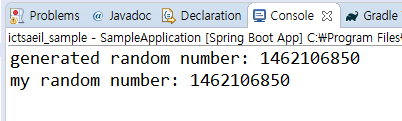 Problems @ Javadoc Declaration Console Gradle
ictsaeil_sample - SampleApplication [Spring Boot App] C:₩Program Files₩
generated random number: 1462106850
my random number: 1462106850